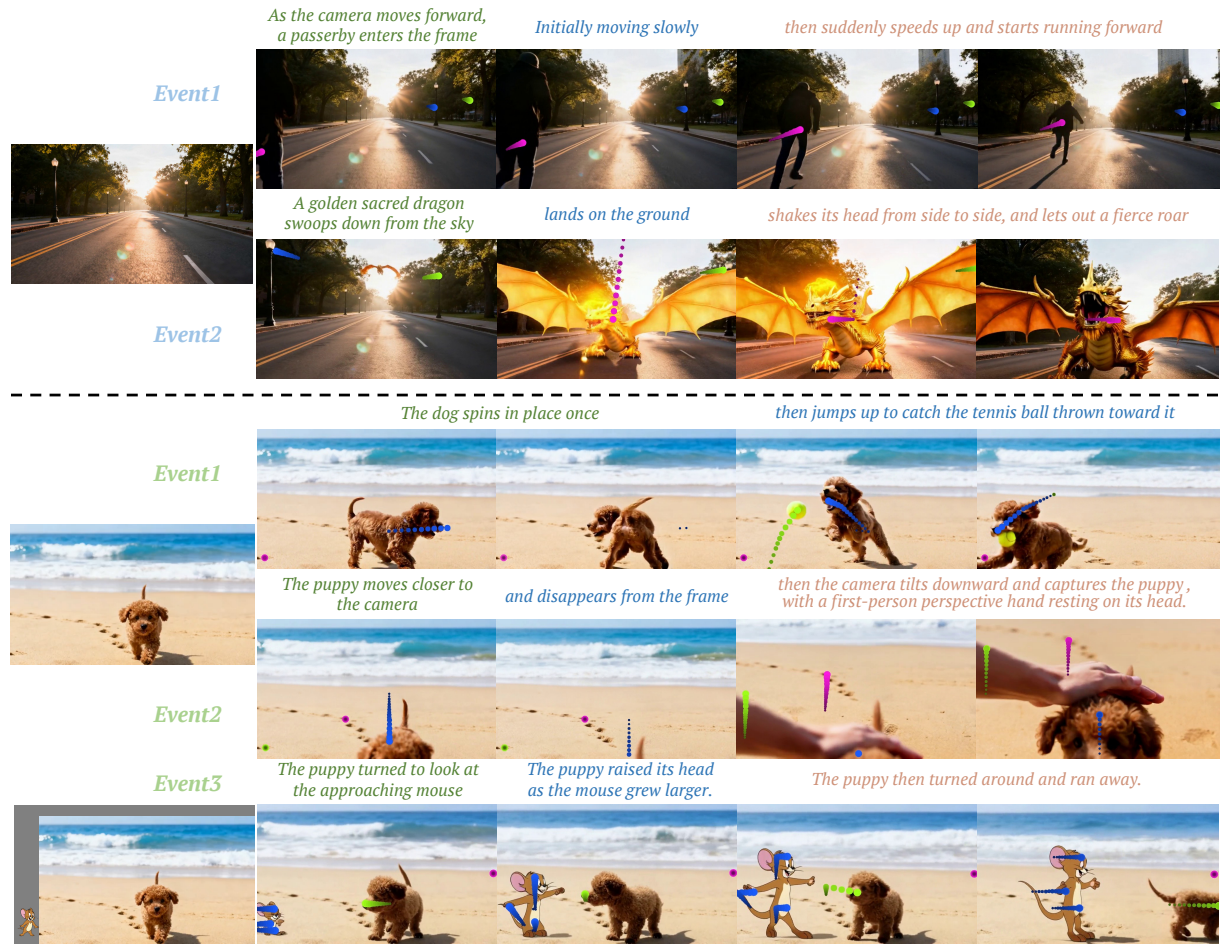 As the camera moves forward,
a passerby enters the frame
Initially moving slowly
then suddenly speeds up and starts running forward
Event1
A golden sacred dragon
swoops down from the sky
lands on the ground
shakes its head from side to side, and lets out a fierce roar
Event2
The dog spins in place once
then jumps up to catch the tennis ball thrown toward it
Event1
The puppy moves closer to
the camera
and disappears from the frame
then the camera tilts downward and captures the puppy ,
with a first-person perspective hand resting on its head.
Event2
Event3
The puppy turned to look at
the approaching mouse
The puppy raised its head
as the mouse grew larger.
The puppy then turned around and ran away.